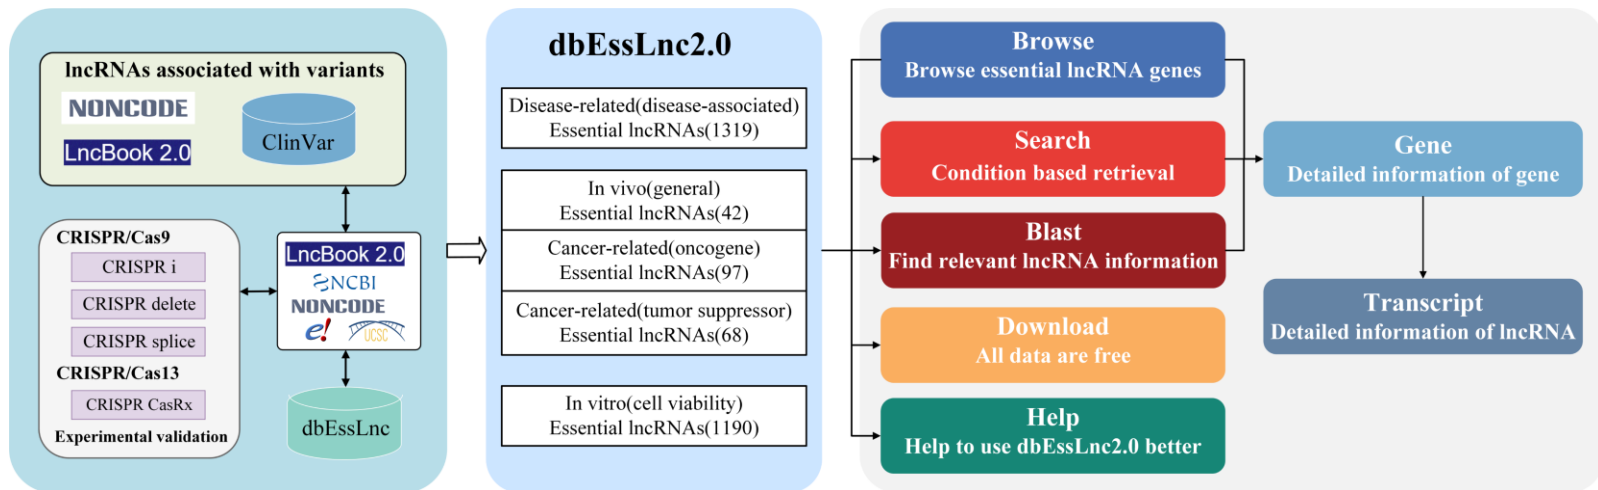 lncRNAs associated with variants
NONCODE
LncBook 2.0
ClinVar
CRISPR/Cas9
CRISPR i
CRISPR delete
CRISPR splice
CRISPR/Cas13
CRISPR CasRx
Experimental validation
LncBook 2.0
NCBI
NONCODE
e!
UCSC
dbEssLnc
dbEssLnc2.0
Disease-related(disease-associated)
Essential lncRNAs(1319)
In vivo(general)
Essential lncRNAs(42)
Cancer-related(oncogene)
Essential lncRNAs(97)
Cancer-related(tumor suppressor)
Essential lncRNAs(68)
In vitro(cell viability)
Essential lncRNAs(1190)
Browse
Browse essential lncRNA genes
Search
Condition based retrieval
Blast
Find relevant lncRNA information
Download
All data are free
Help
Help to use dbEssLnc2.0 better
Gene
Detailed information of gene
Transcript
Detailed information of lncRNA